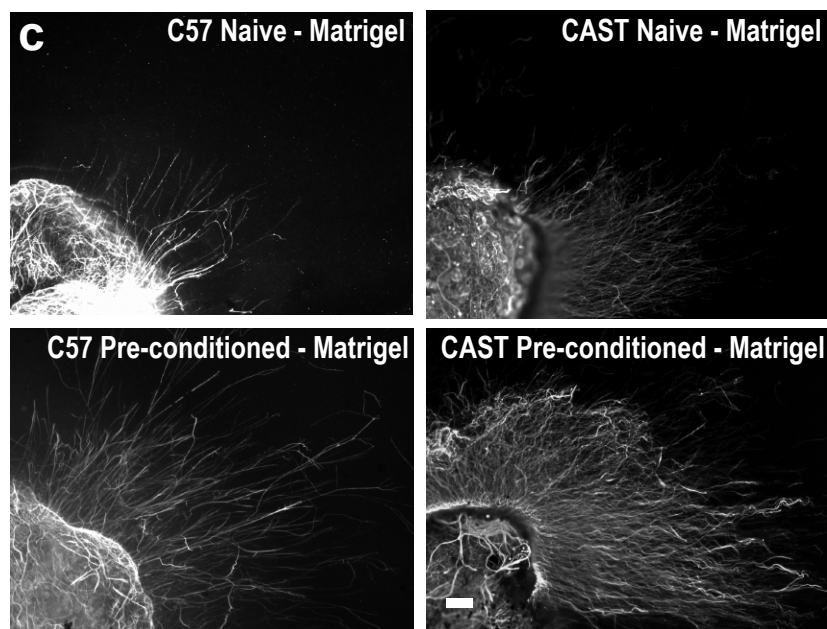 C
C57 Naive - Matrigel
CAST Naive - Matrigel
C57 Pre-conditioned - Matrigel
CAST Pre-conditioned - Matrigel